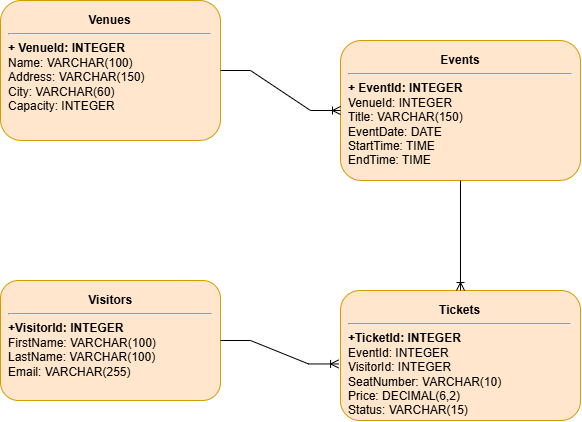 Venues
+ VenueId: INTEGER
Name: VARCHAR(100)
Address: VARCHAR(150)
City: VARCHAR(60)
Capacity: INTEGER
Events
+ EventId: INTEGER
VenueId: INTEGER
Title: VARCHAR(150)
EventDate: DATE
StartTime: TIME
EndTime: TIME
Visitors
+VisitorId: INTEGER
FirstName: VARCHAR(100)
LastName: VARCHAR(100)
Email: VARCHAR(255)
Tickets
+TicketId: INTEGER
EventId: INTEGER
VisitorId: INTEGER
SeatNumber: VARCHAR(10)
Price: DECIMAL(6,2)
Status: VARCHAR(15)